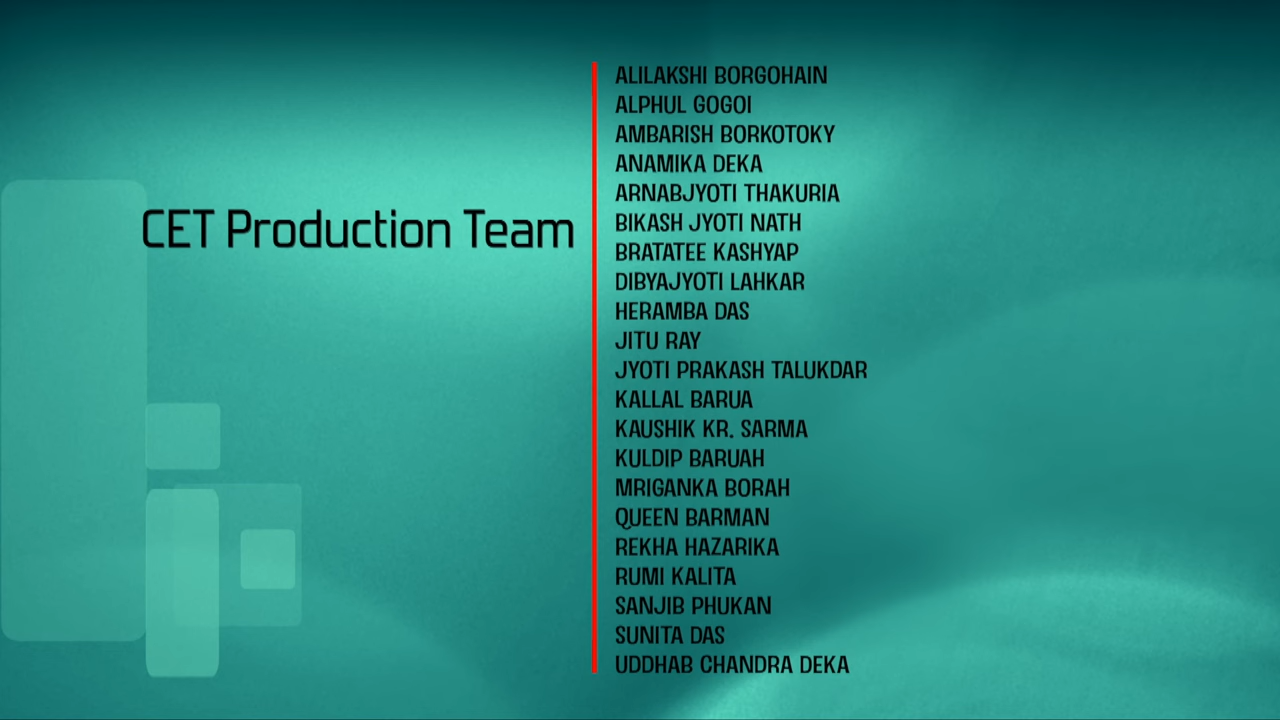 CET Production Team
ALILAKSHI BORGOHAIN
ALPHUL GOGOI
AMBARISH BORKOTOKY
ANAMIKA DEKA
ARNABJYOTI THAKURIA
BIKASH JYOTI NATH
BRATATEE KASHYAP
DIBYAJYOTI LAHKAR
HERAMBA DAS
JITU RAY
JYOTI PRAKASH TALUKDAR
KALLAL BARUA
KAUSHIK KR. SARMA
KULDIP BARUAH
MRIGANKA BORAH
QUEEN BARMAN
REKHA HAZARIKA
RUMI KALITA
SANJIB PHUKAN
SUNITA DAS
UDDHAB CHANDRA DEKA